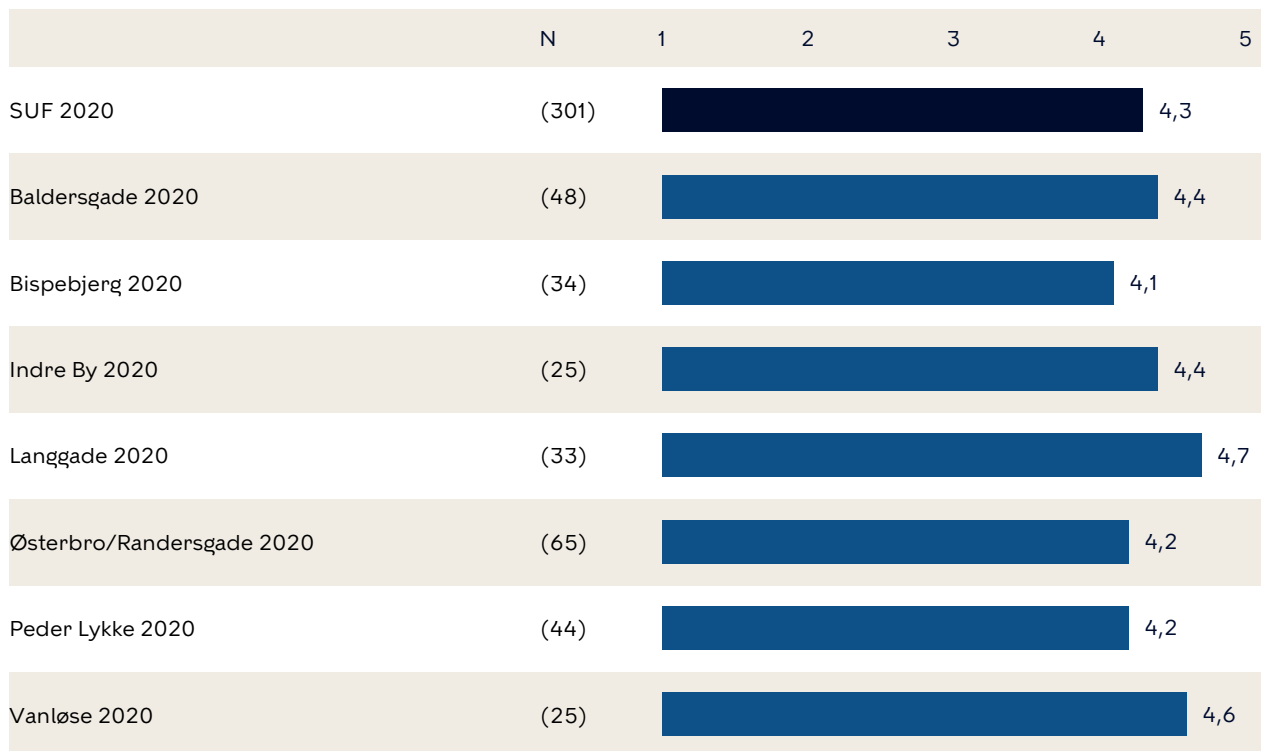 N 1 2 3 4 5
SUF 2020 (301) 4,3
Baldersgade 2020 (48) 4,4
Bispebjerg 2020 (34) 4,1
Indre By 2020 (25) 4,4
Langgade 2020 (33) 4,7
Østerbro/Randersgade 2020 (65) 4,2
Peder Lykke 2020 (44) 4,2
Vanløse 2020 (25) 4,6